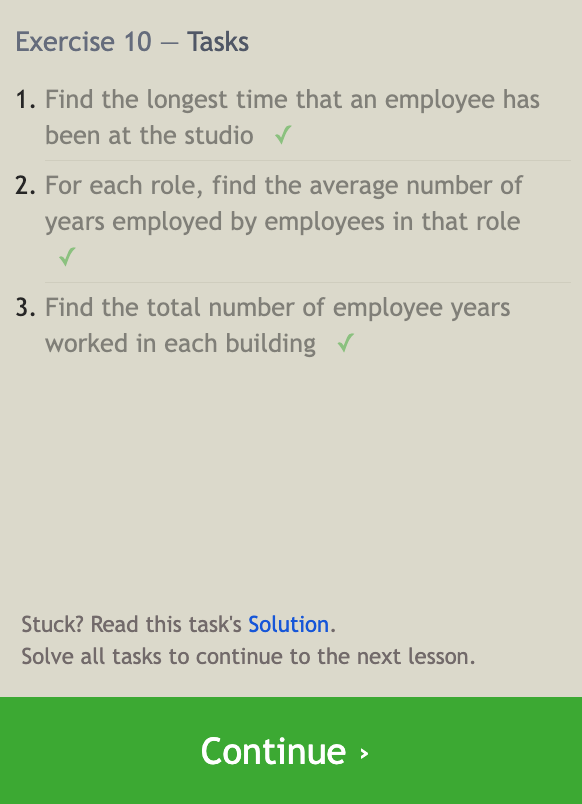 Exercise 10 — Tasks
1. Find the longest time that an employee has
been at the studio ✓
2. For each role, find the average number of
years employed by employees in that role
✓
3. Find the total number of employee years
worked in each building ✓
Stuck? Read this task's Solution.
Solve all tasks to continue to the next lesson.
Continue ›